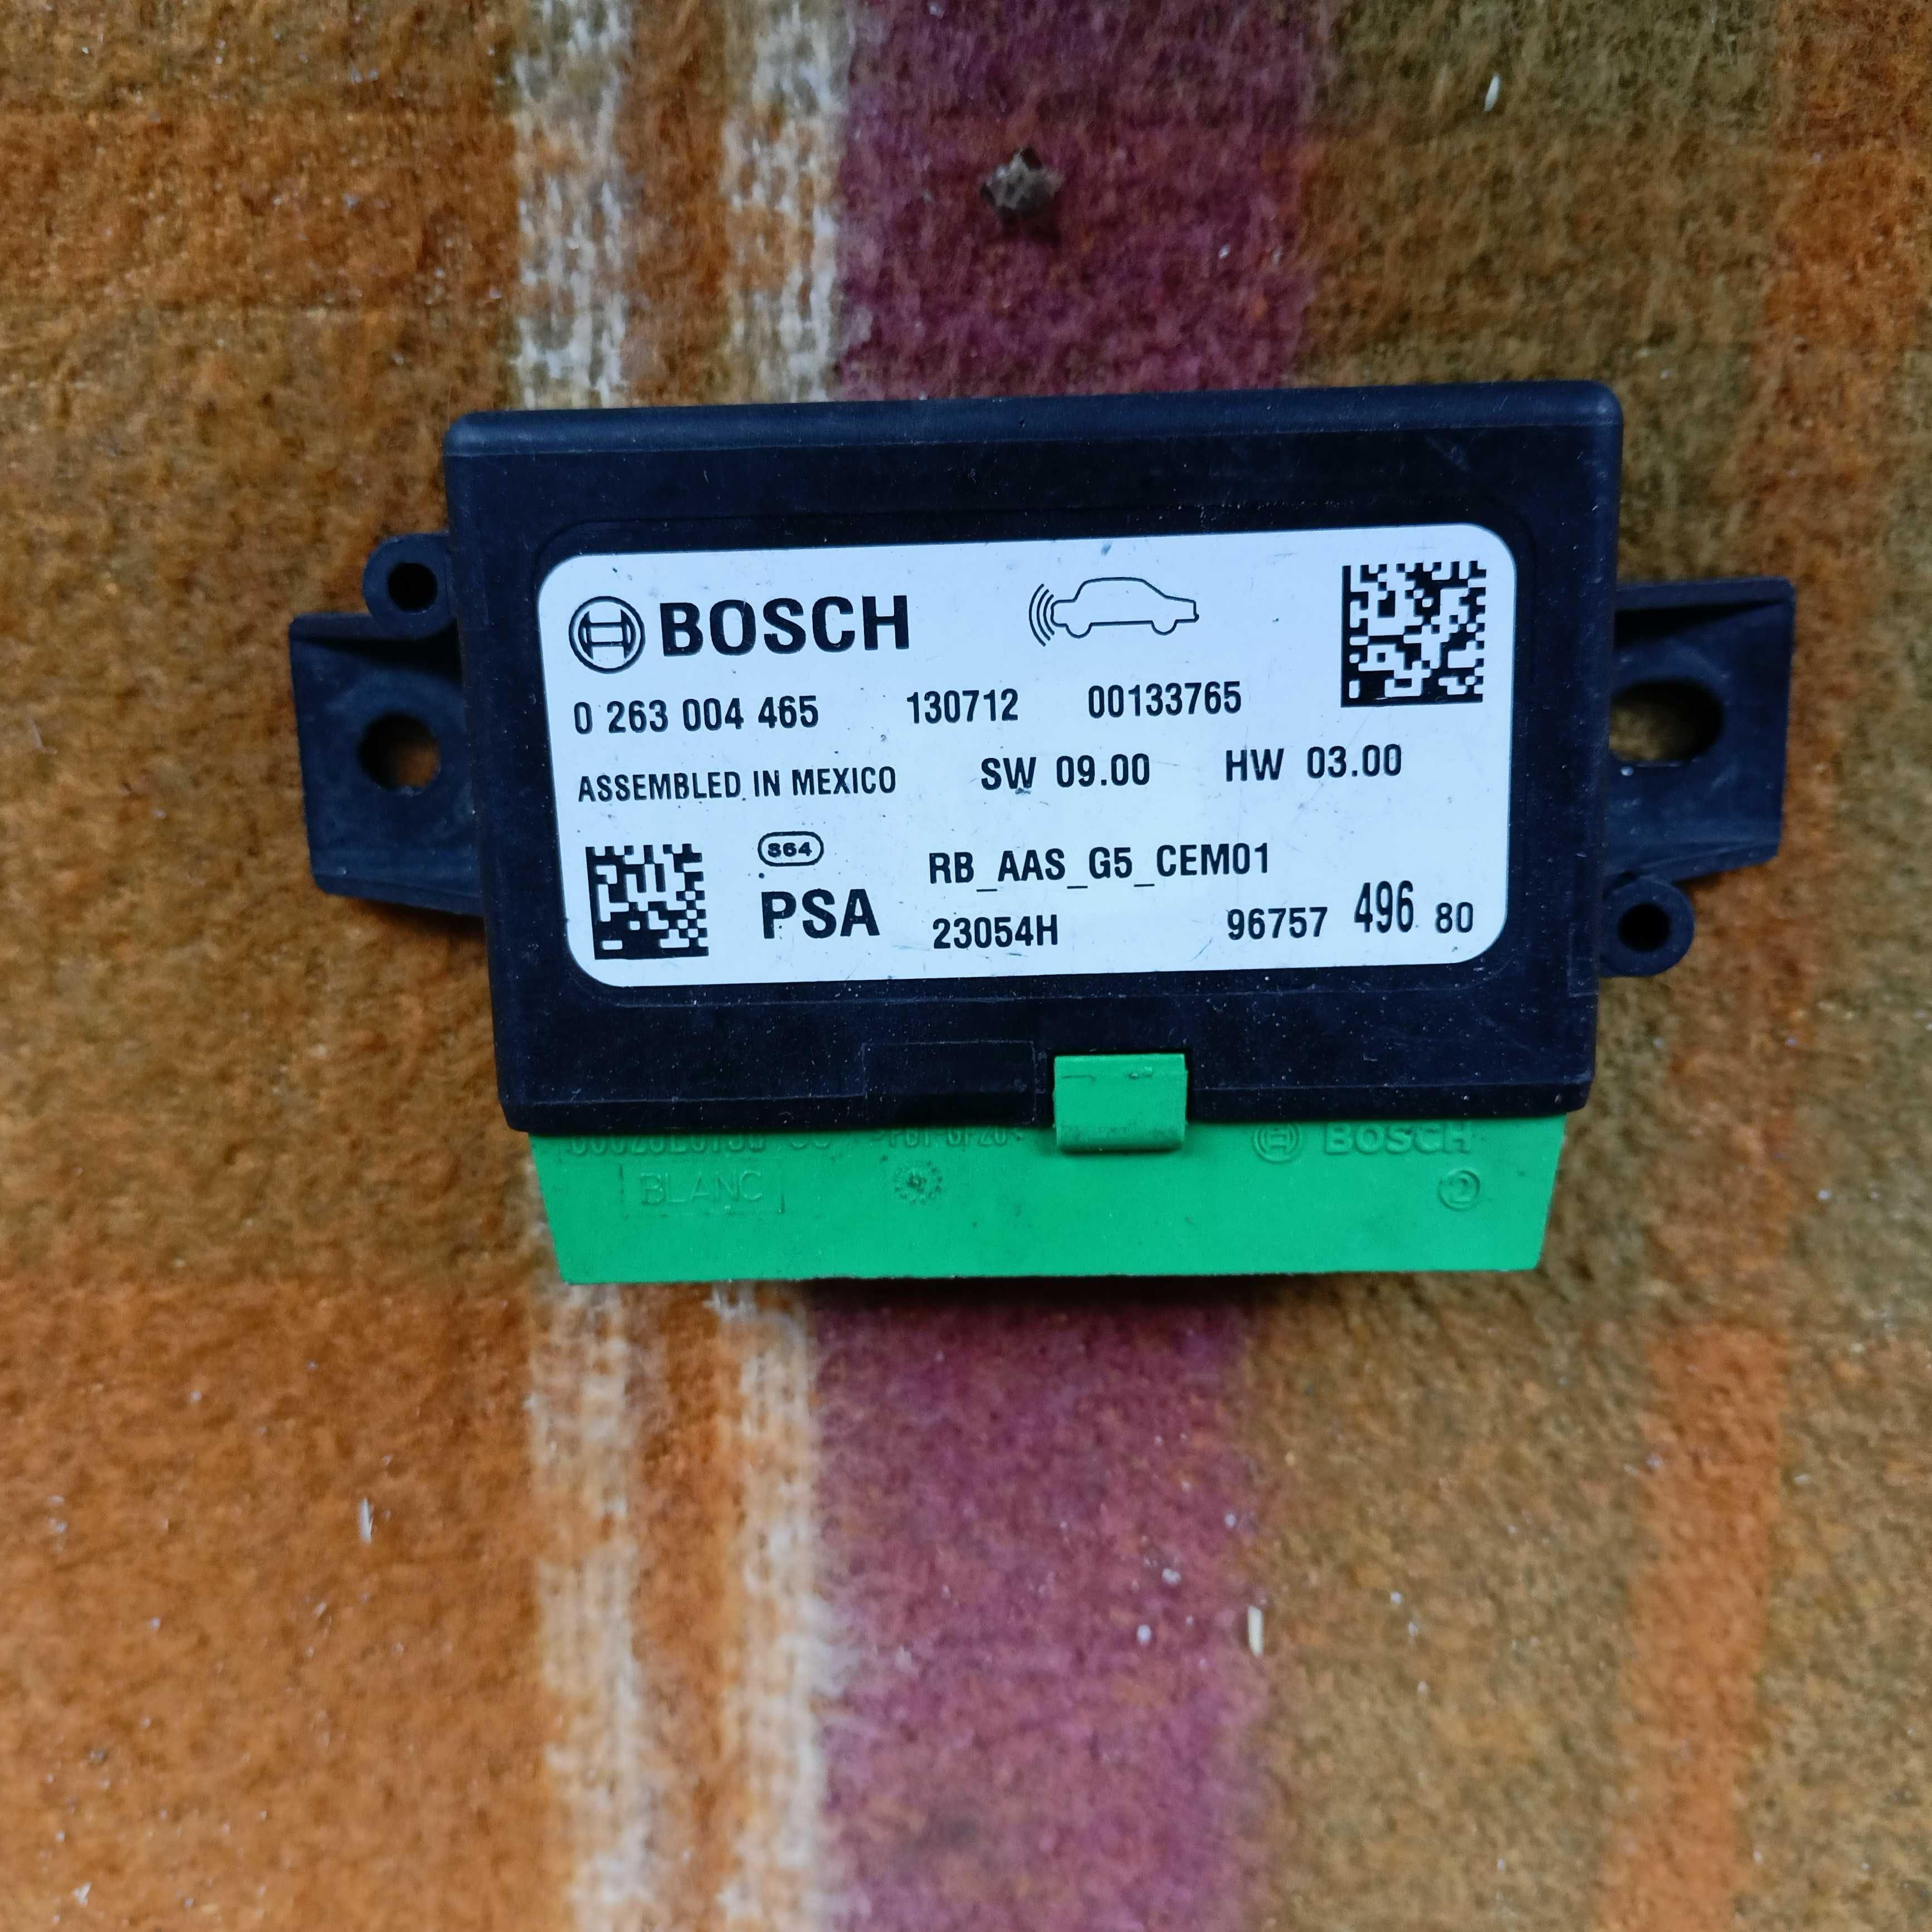 BOSCH
0 263 004 465 130712 00133765
ASSEMBLED IN MEXICO SW 09.00 HW 03.00
S64
PSA
RB_AAS_G5_CEM01
23054H 96757 496 80
BOSCH
BLANC 2